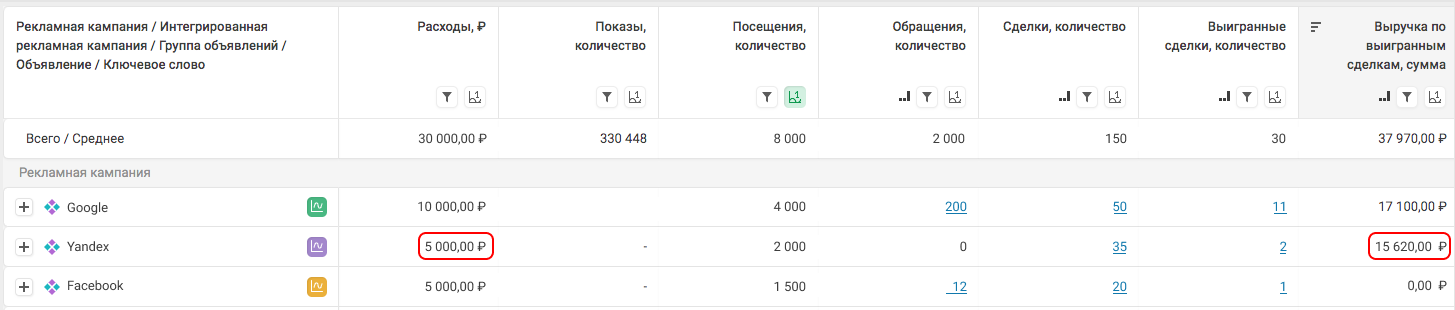 Рекламная кампания / Интегрированная рекламная кампания / Группа объявлений / Объявление / Ключевое слово
Расходы, ₽
Показы, количество
Посещения, количество
Обращения, количество
Сделки, количество
Выигранные сделки, количество
Выручка по выигранным сделкам, сумма
Всего / Среднее 30 000,00 ₽ 330 448 8 000 2 000 150 30 37 970,00 ₽
Рекламная кампания
Google 10 000,00 ₽ 4 000 200 50 11 17 100,00 ₽
Yandex 5 000,00 ₽ - 2 000 0 35 2 15 620,00 ₽
Facebook 5 000,00 ₽ - 1 500 12 20 1 0,00 ₽